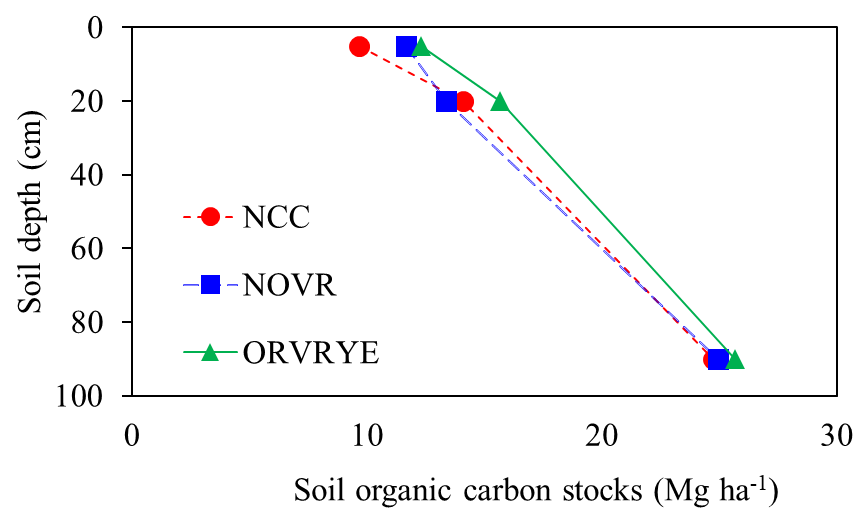 0
20
40
60
80
100
Soil depth (cm)
NCC
NOVR
ORVRYE
0 10 20 30
Soil organic carbon stocks (Mg ha⁻¹)